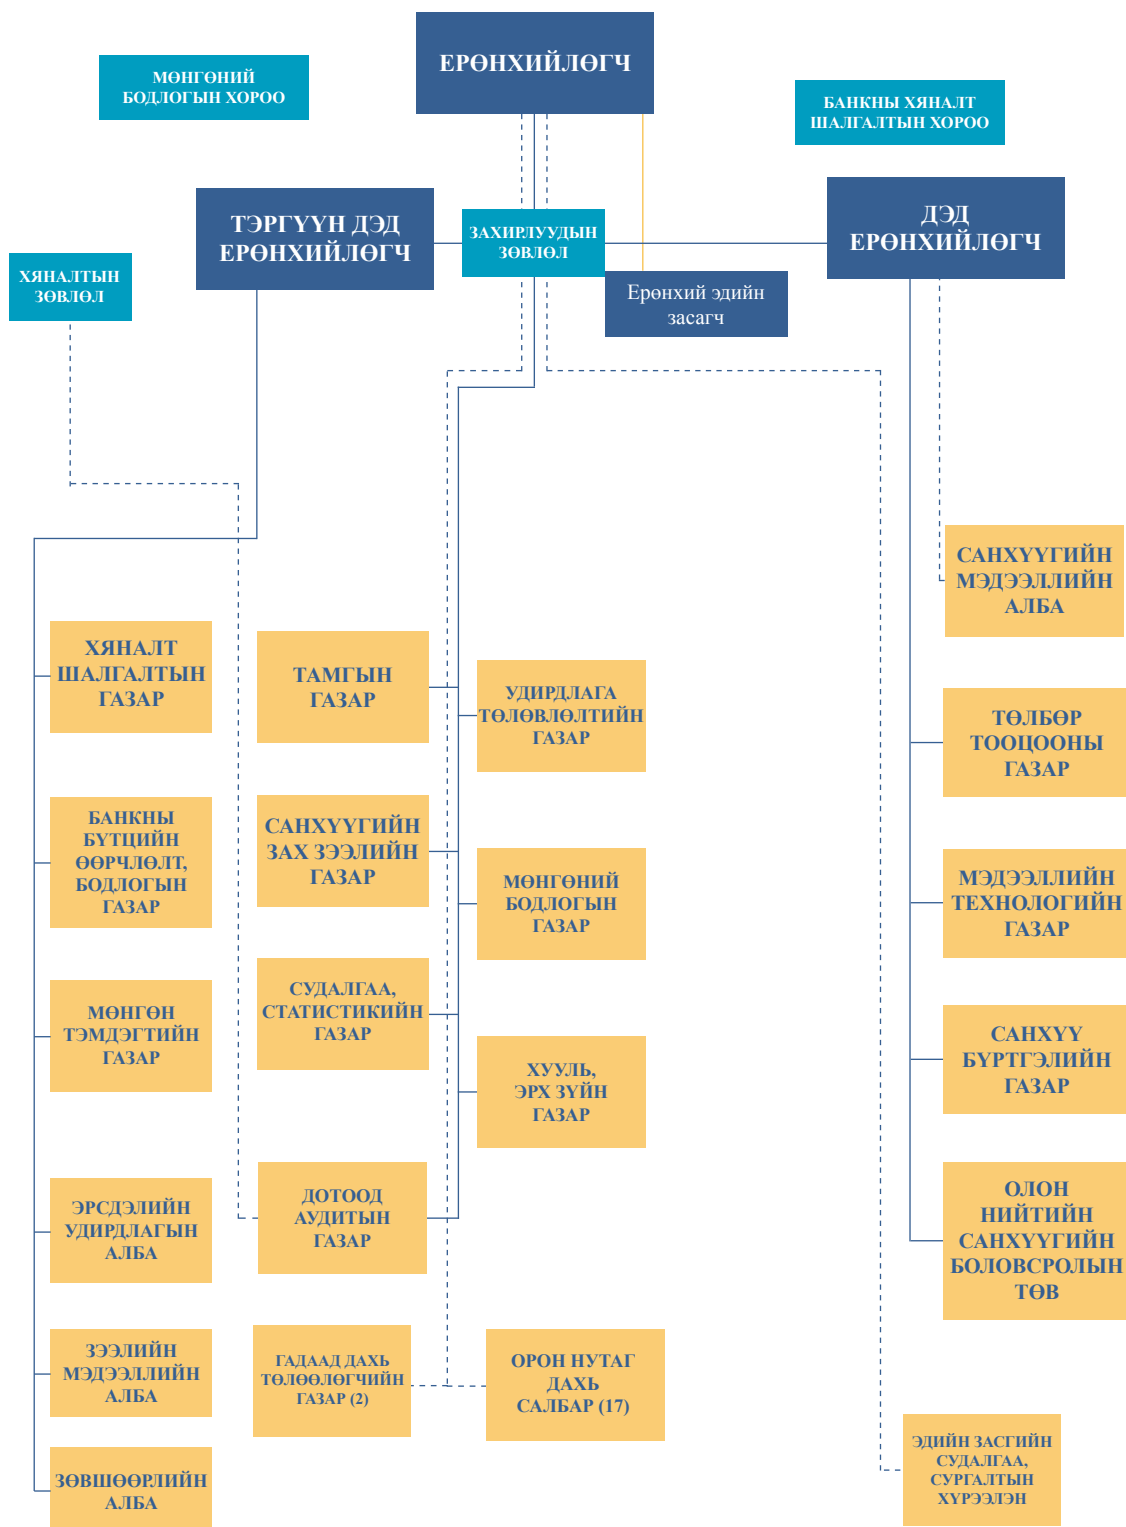 ЕРӨНХИЙЛӨГЧ
МӨНГӨНИЙ
БОДЛОГЫН ХОРОО
БАНКНЫ ХЯНАЛТ
ШАЛГАЛТЫН ХОРОО
ТЭРГҮҮН ДЭД
ЕРӨНХИЙЛӨГЧ
ЗАХИРЛУУДЫН
ЗӨВЛӨЛ
ДЭД
ЕРӨНХИЙЛӨГЧ
ХЯНАЛТЫН
ЗӨВЛӨЛ
Ерөнхий эдийн
засагч
ХЯНАЛТ
ШАЛГАЛТЫН
ГАЗАР
БАНКНЫ
БҮТЦИЙН
ӨӨРЧЛӨЛТ,
БОДЛОГЫН
ГАЗАР
МӨНГӨН
ТЭМДЭГТИЙН
ГАЗАР
ЭРСДЭЛИЙН
УДИРДЛАГЫН
АЛБА
ЗЭЭЛИЙН
МЭДЭЭЛЛИЙН
АЛБА
ЗӨВШӨӨРЛИЙН
АЛБА
ТАМГЫН
ГАЗАР
САНХҮҮГИЙН
ЗАХ ЗЭЭЛИЙН
ГАЗАР
СУДАЛГАА,
СТАТИСТИКИЙН
ГАЗАР
ДОТООД
АУДИТЫН
ГАЗАР
ГАДААД ДАХЬ
ТӨЛӨӨЛӨГЧИЙН
ГАЗАР (2)
УДИРДЛАГА
ТӨЛӨВЛӨЛТИЙН
ГАЗАР
МӨНГӨНИЙ
БОДЛОГЫН
ГАЗАР
ХУУЛЬ,
ЭРХ ЗҮЙН
ГАЗАР
ОРОН НУТАГ
ДАХЬ
САЛБАР (17)
САНХҮҮГИЙН
МЭДЭЭЛЛИЙН
АЛБА
ТӨЛБӨР
ТООЦООНЫ
ГАЗАР
МЭДЭЭЛЛИЙН
ТЕХНОЛОГИЙН
ГАЗАР
САНХҮҮ
БҮРТГЭЛИЙН
ГАЗАР
ОЛОН
НИЙТИЙН
САНХҮҮГИЙН
БОЛОВСРОЛЫН
ТӨВ
ЭДИЙН ЗАСГИЙН
СУДАЛГАА,
СУРГАЛТЫН
ХҮРЭЭЛЭН